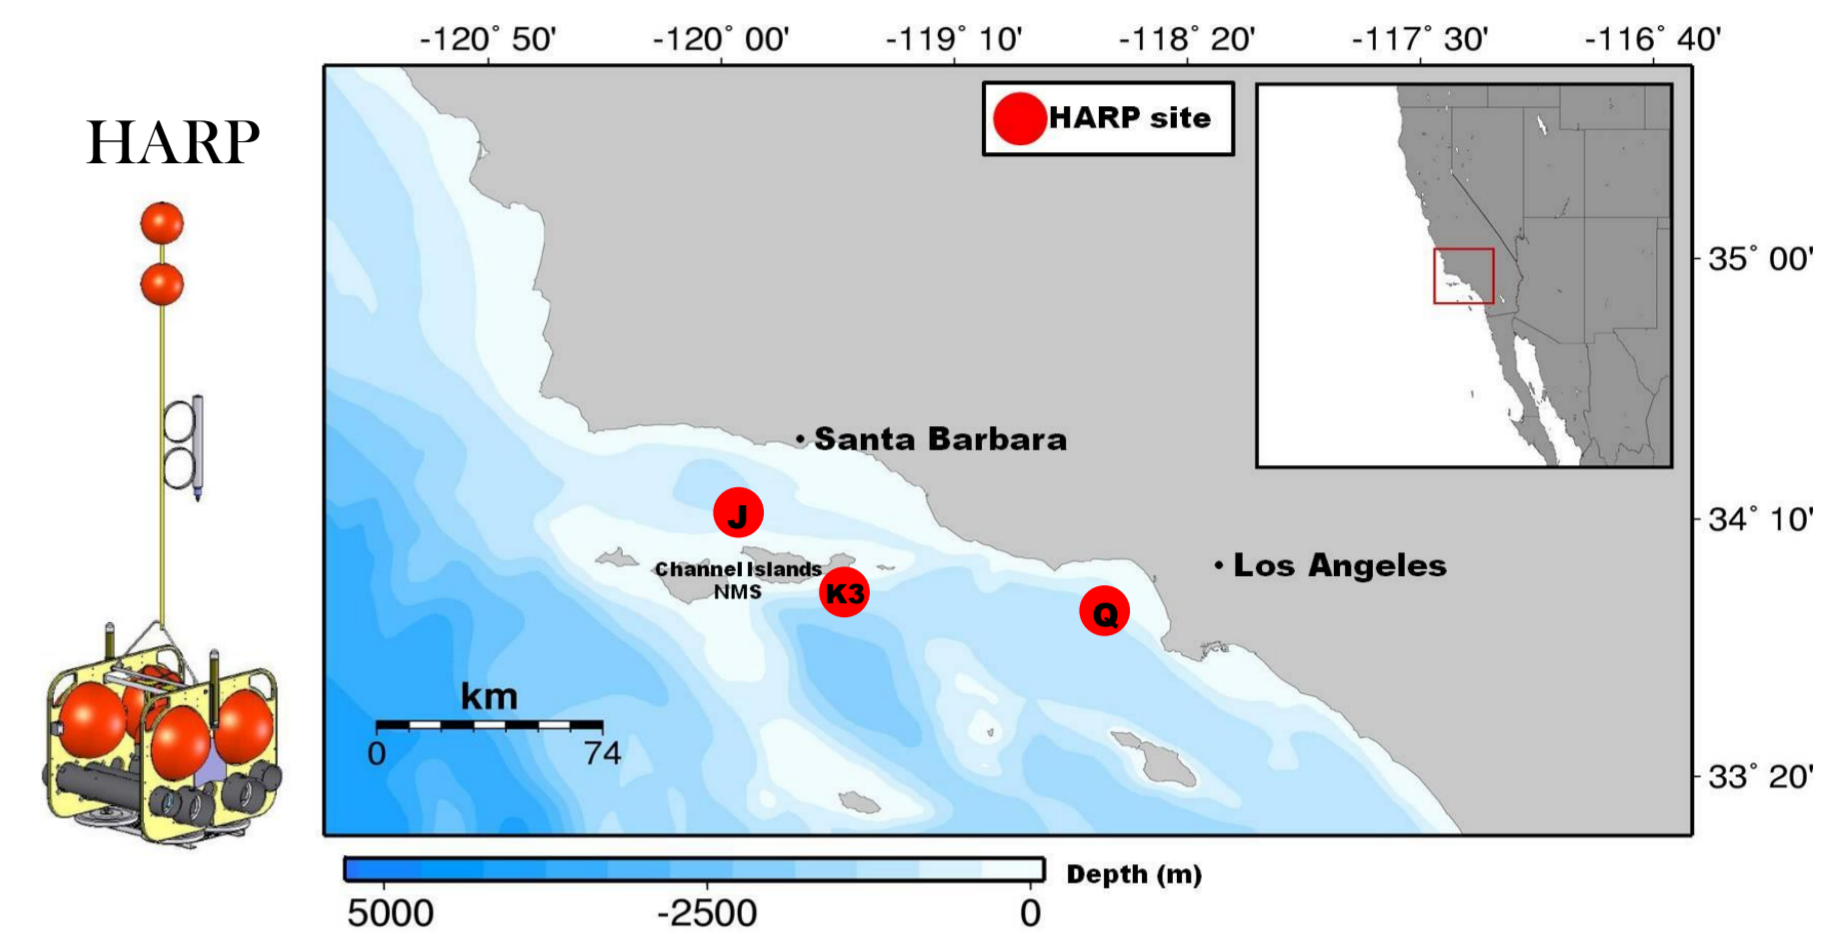 -120° 50' -120° 00' -119° 10' -118° 20' -117° 30' -116° 40'
HARP
HARP site
35° 00'
Santa Barbara
J
34° 10'
Channel Islands
NMS
K3
Los Angeles
Q
km
0 74
33° 20'
Depth (m)
5000 -2500 0